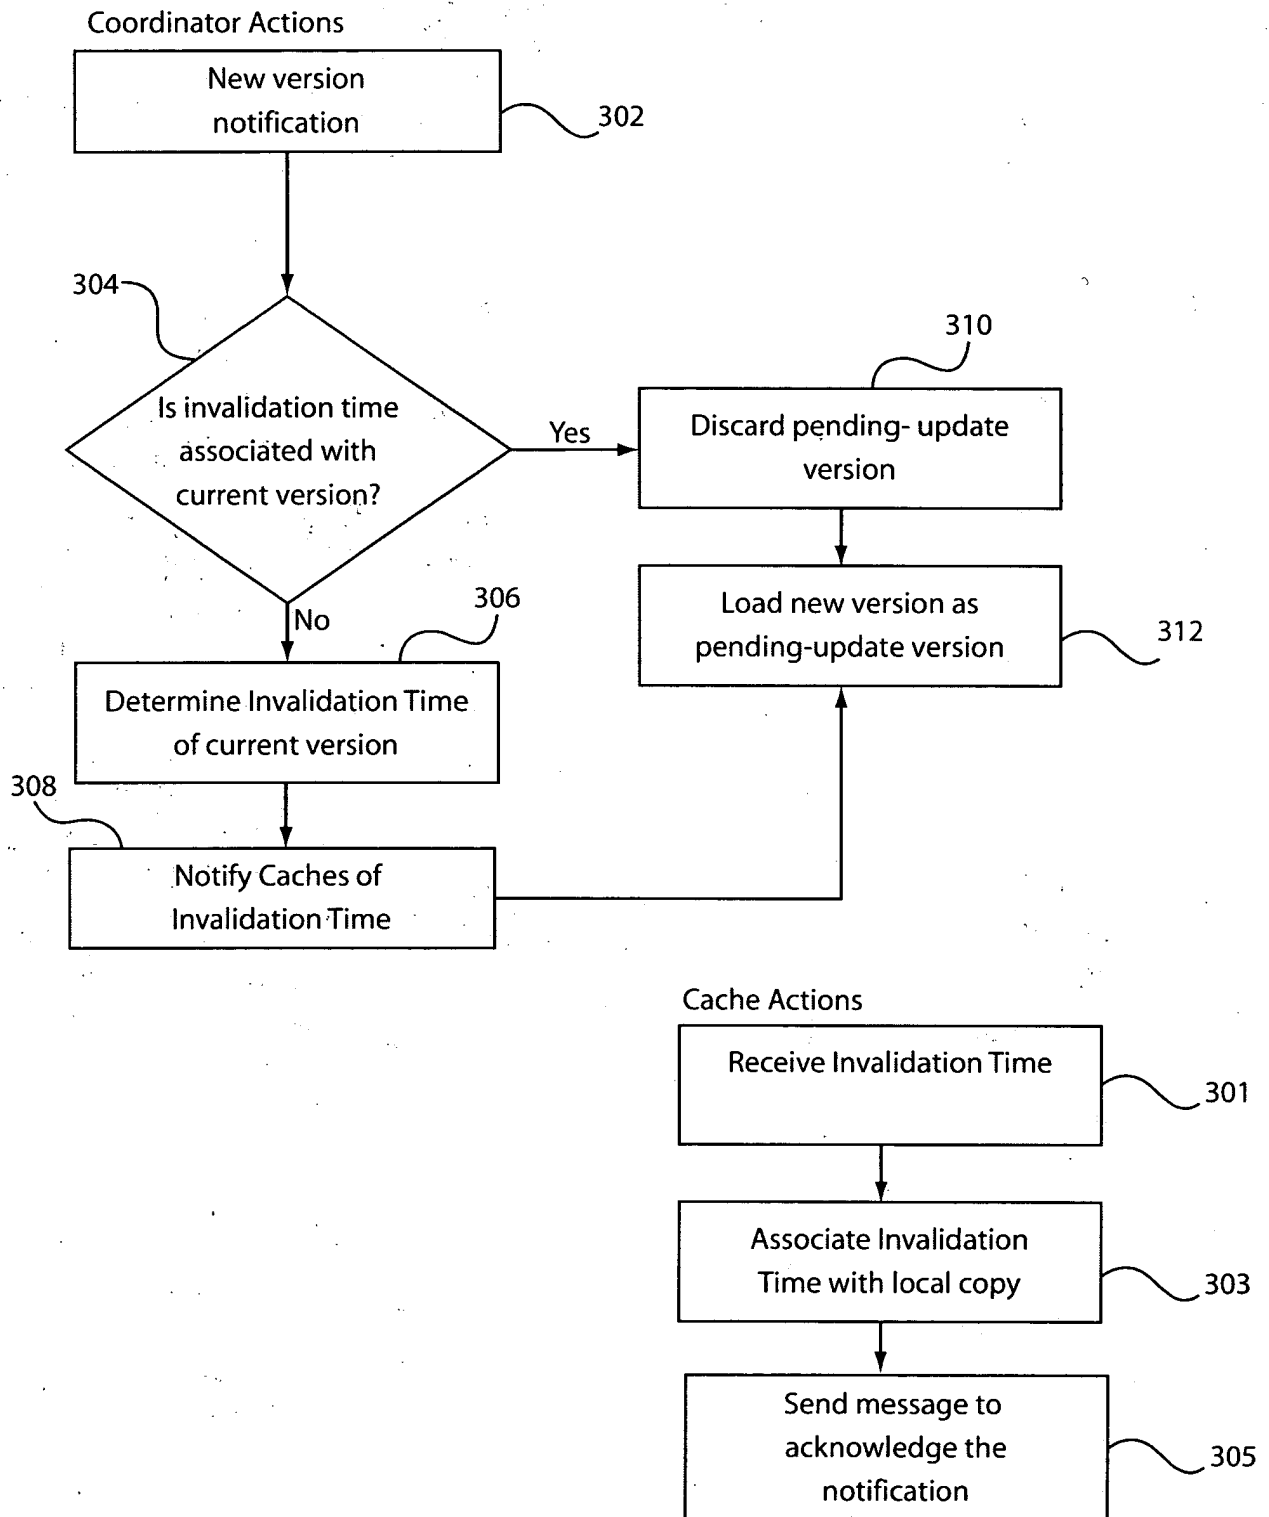 Coordinator Actions
New version
notification
302
304
Is invalidation time
associated with
current version?
Yes
310
Discard pending- update
version
Load new version as
pending-update version
312
No
306
Determine Invalidation Time
of current version
308
Notify Caches of
Invalidation Time
Cache Actions
Receive Invalidation Time
301
Associate Invalidation
Time with local copy
303
Send message to
acknowledge the
notification
305